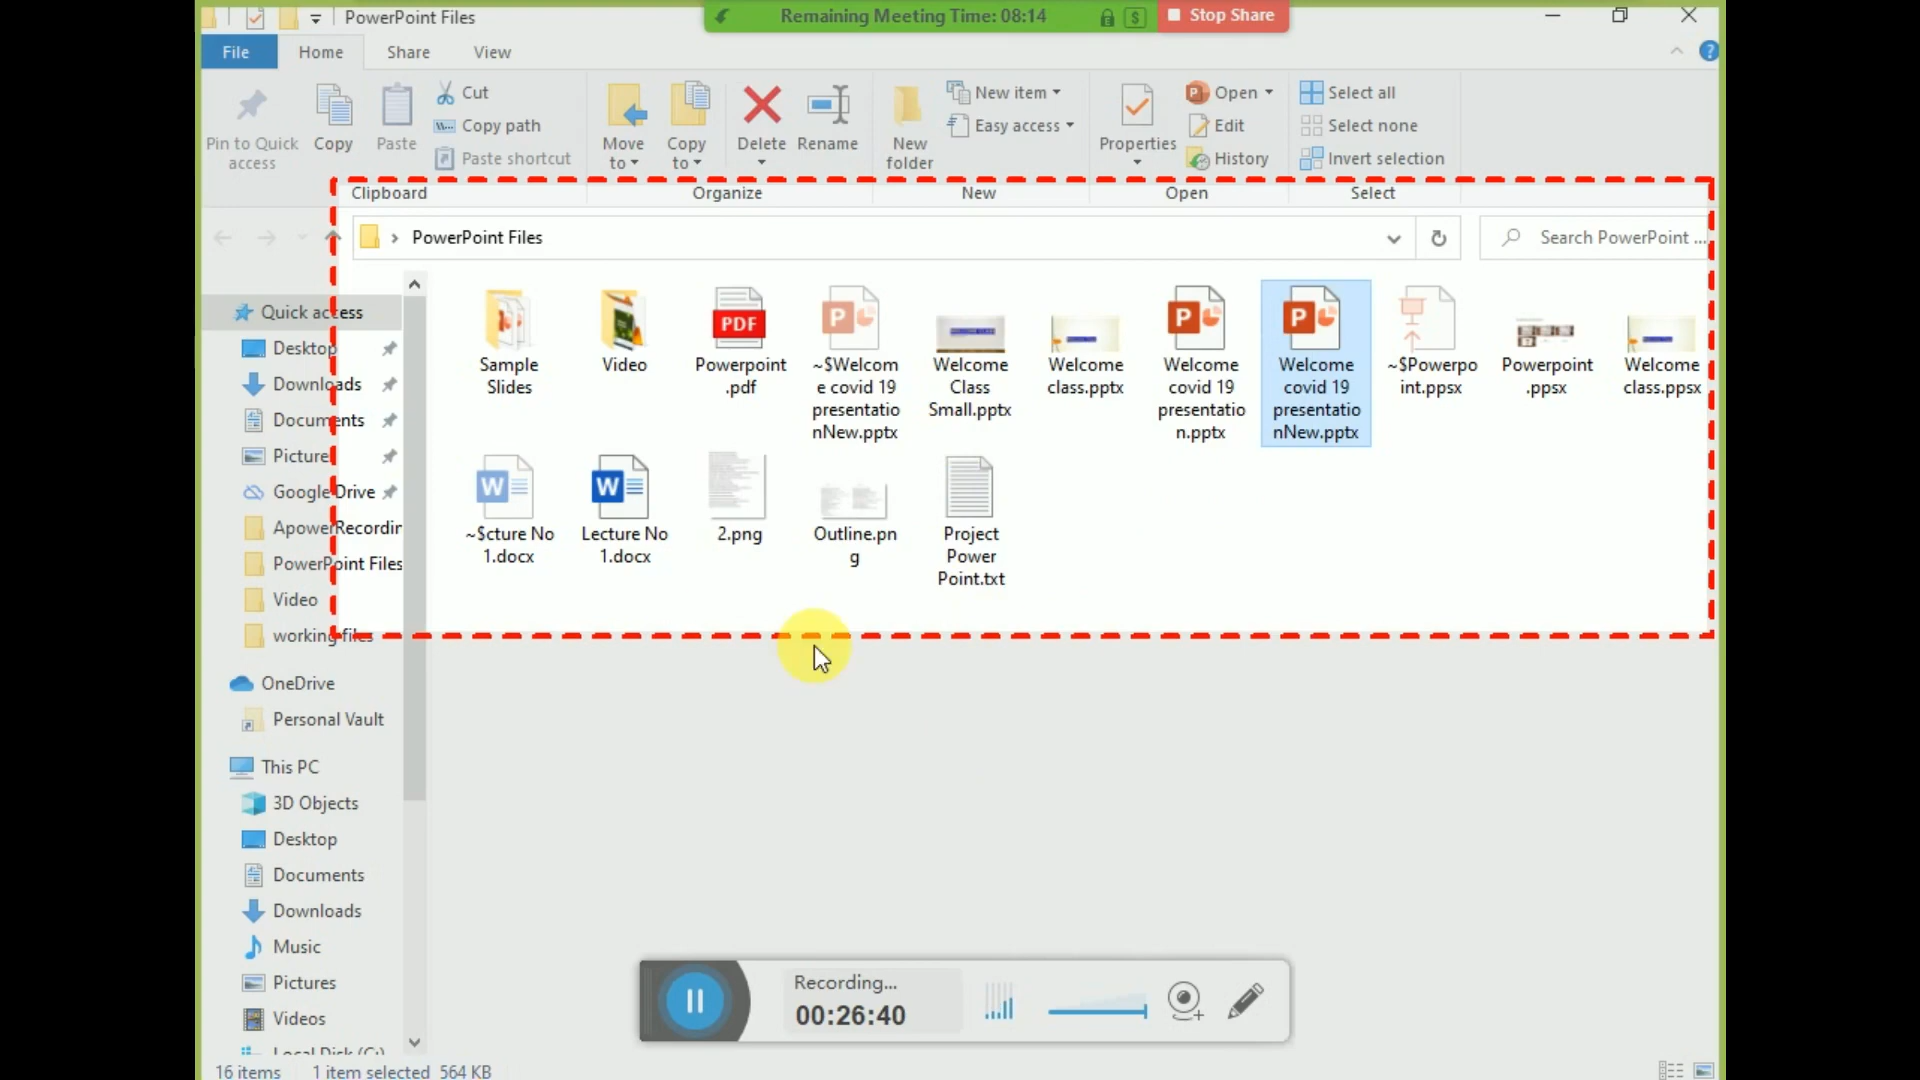 PowerPoint Files
Remaining Meeting Time: 08:14
Stop Share
File
Home
Share
View
Pin to Quick
access
Copy
Paste
Cut
Copy path
Paste shortcut
Move
to
Copy
to
Delete
Rename
New
folder
New item
Easy access
Properties
Open
Edit
History
Select all
Select none
Invert selection
Clipboard
Organize
New
Open
Select
PowerPoint Files
Search PowerPoint ...
Quick access
Desktop
Downloads
Documents
Pictures
Google Drive
ApowerRecordin
PowerPoint Files
Video
working files
OneDrive
Personal Vault
This PC
3D Objects
Desktop
Documents
Downloads
Music
Pictures
Videos
Local Disk (C:)
Sample
Slides
Video
PDF
Powerpoint
.pdf
~$Welcom
e covid 19
presentatio
nNew.pptx
Welcome
Class
Small.pptx
Welcome
class.pptx
Welcome
covid 19
presentatio
n.pptx
Welcome
covid 19
presentatio
nNew.pptx
~$Powerpo
int.ppsx
Powerpoint
.ppsx
Welcome
class.ppsx
~$cture No
1.docx
Lecture No
1.docx
2.png
Outline.pn
g
Project
Power
Point.txt
Recording...
00:26:40
16 items
1 item selected 564 KB